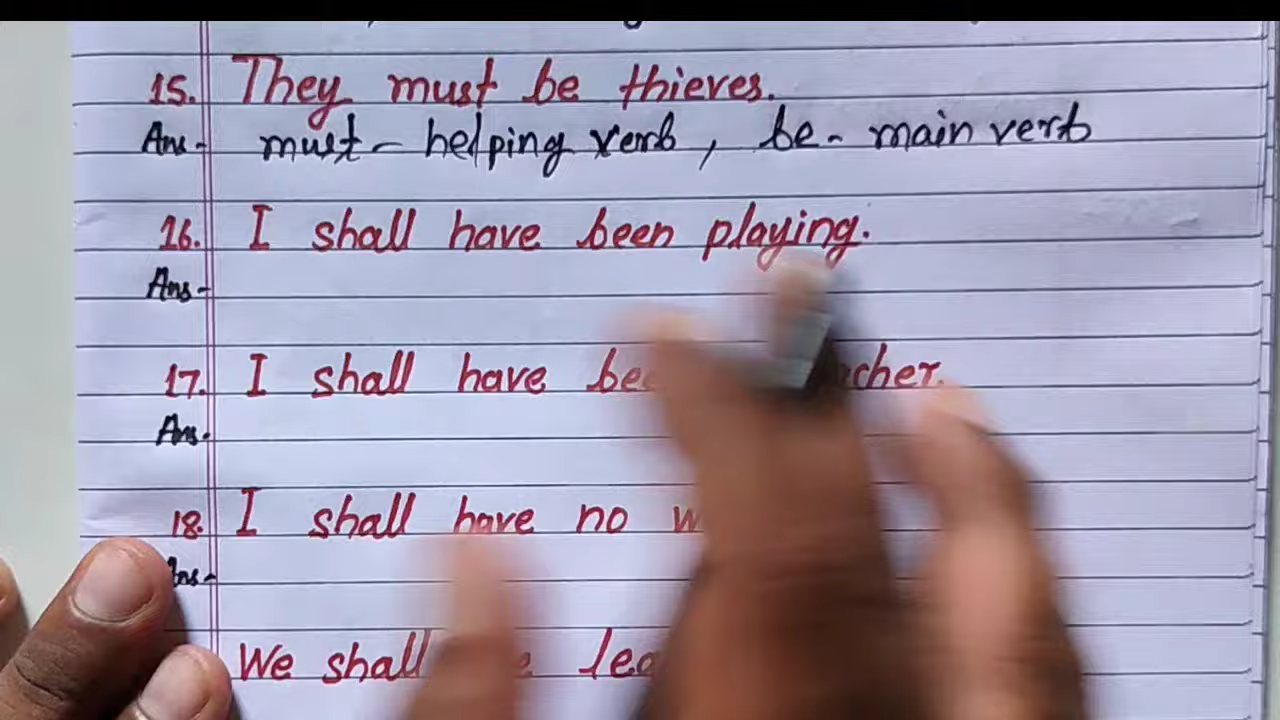 15. They must be thieves.
Ans- must - helping verb, be - main verb
16. I shall have been playing.
Ans-
17. I shall have
Ans-
18. I shall have no
Ans-
We shall